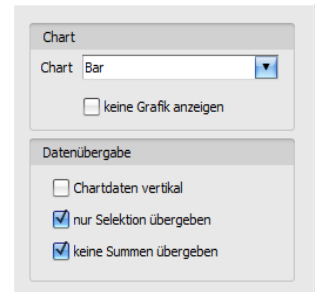 Chart
Chart Bar
keine Grafik anzeigen
Datenübergabe
Chartdaten vertikal
nur Selektion übergeben
keine Summen übergeben